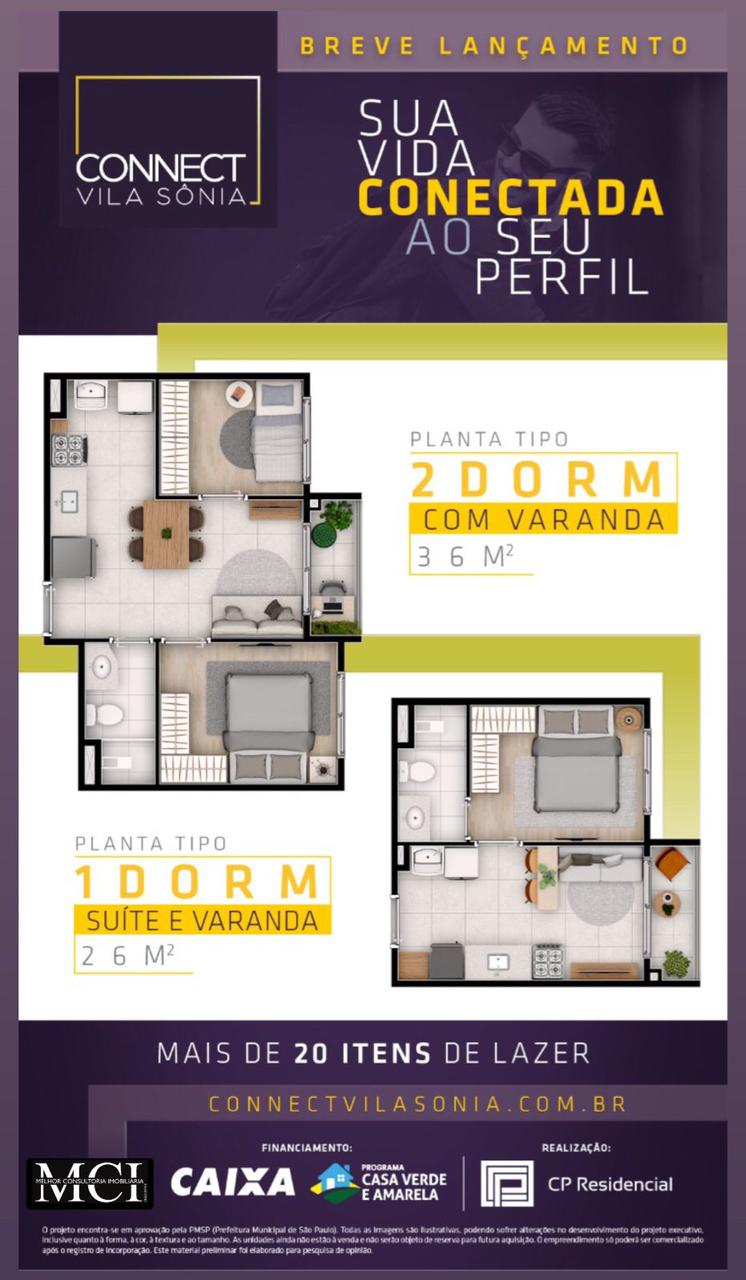 BREVE LANÇAMENTO
CONNECT
VILA SÔNIA
SUA
VIDA
CONECTADA
AO SEU
PERFIL
PLANTA TIPO
2 DORM
COM VARANDA
36 M²
PLANTA TIPO
1 DORM
SUÍTE E VARANDA
26 M²
MAIS DE 20 ITENS DE LAZER
CONNECTVILASONIA.COM.BR
FINANCIAMENTO:
REALIZAÇÃO:
MCI
MELHOR CONSULTORIA IMOBILIÁRIA
CAIXA
PROGRAMA
CASA VERDE
E AMARELA
CP Residencial
O projeto encontra-se em aprovação pela PMSP (Prefeitura Municipal de São Paulo). Todas as imagens são ilustrativas, podendo sofrer alterações no desenvolvimento do projeto executivo,
inclusive quanto à forma, à cor, à textura e ao tamanho. As unidades ainda não estão à venda e não serão objeto de reserva para futura aquisição. O empreendimento só poderá ser comercializado
após o registro de incorporação. Este material preliminar foi elaborado para pesquisa de opinião.